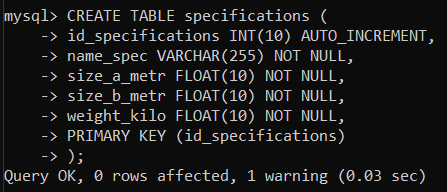 mysql> CREATE TABLE specifications (
    -> id_specifications INT(10) AUTO_INCREMENT,
    -> name_spec VARCHAR(255) NOT NULL,
    -> size_a_metr FLOAT(10) NOT NULL,
    -> size_b_metr FLOAT(10) NOT NULL,
    -> weight_kilo FLOAT(10) NOT NULL,
    -> PRIMARY KEY (id_specifications)
    -> );
Query OK, 0 rows affected, 1 warning (0.03 sec)